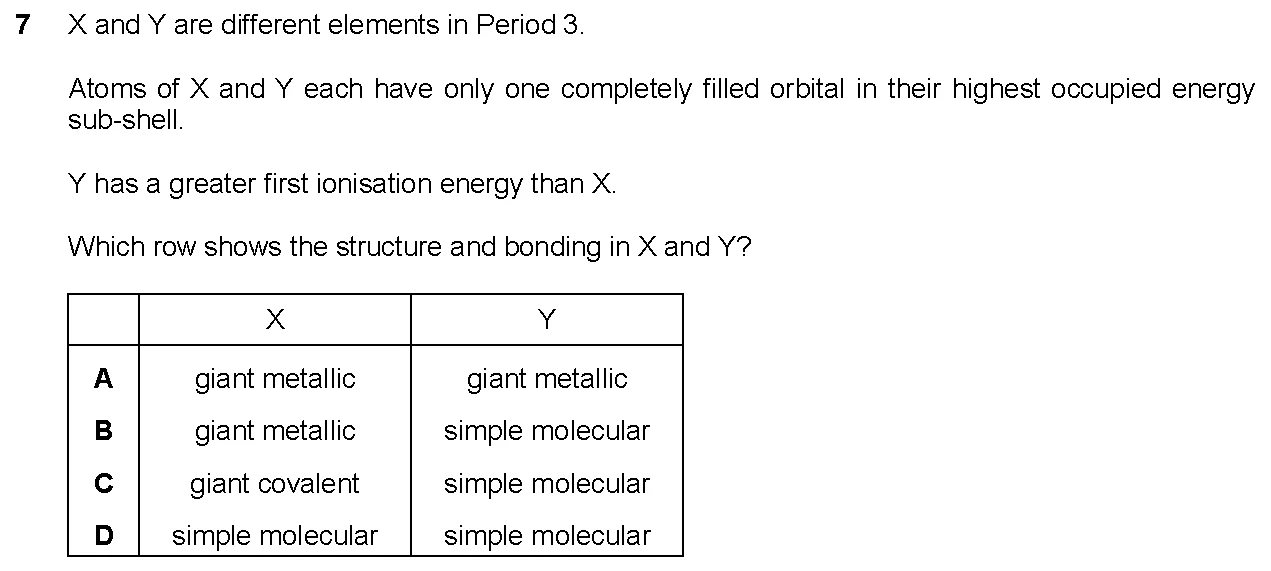 7 X and Y are different elements in Period 3.
Atoms of X and Y each have only one completely filled orbital in their highest occupied energy
sub-shell.
Y has a greater first ionisation energy than X.
Which row shows the structure and bonding in X and Y?
X Y
A giant metallic giant metallic
B giant metallic simple molecular
C giant covalent simple molecular
D simple molecular simple molecular